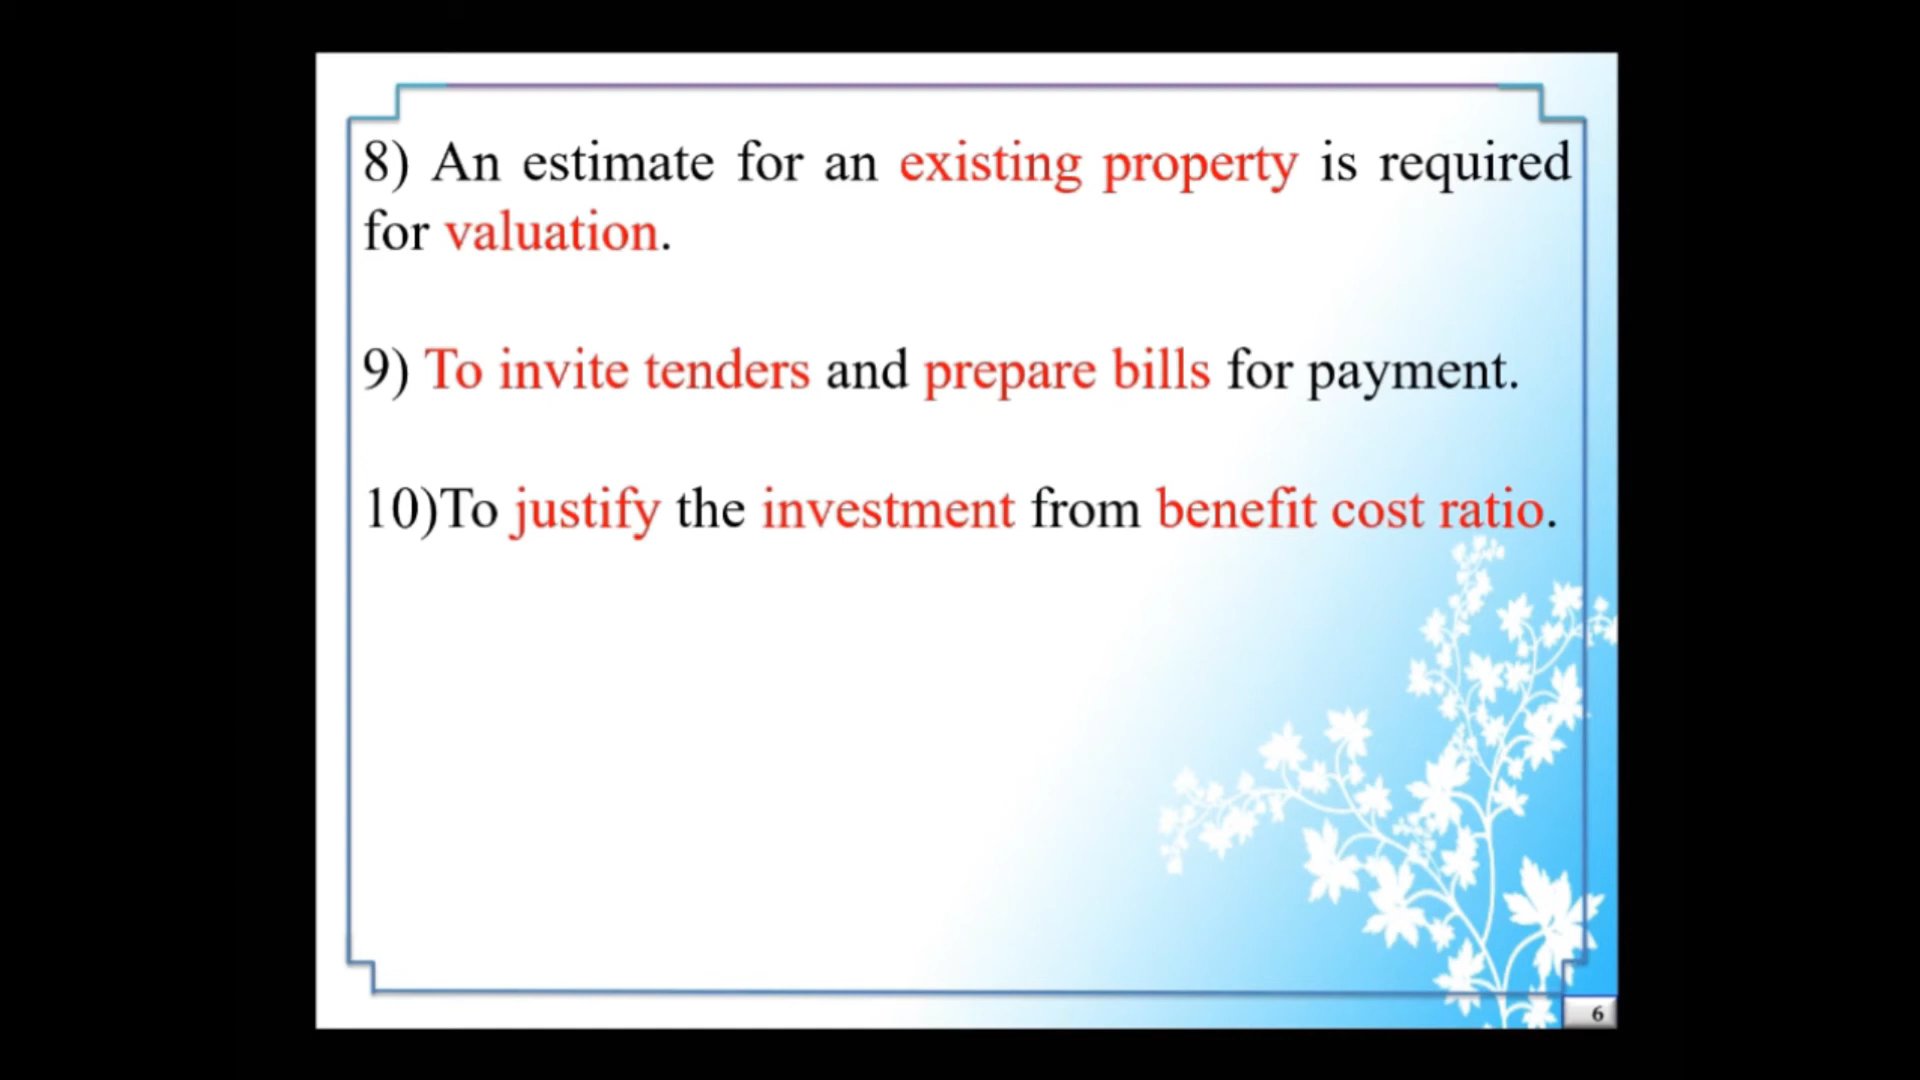 8) An estimate for an existing property is required
for valuation.
9) To invite tenders and prepare bills for payment.
10)To justify the investment from benefit cost ratio.
6